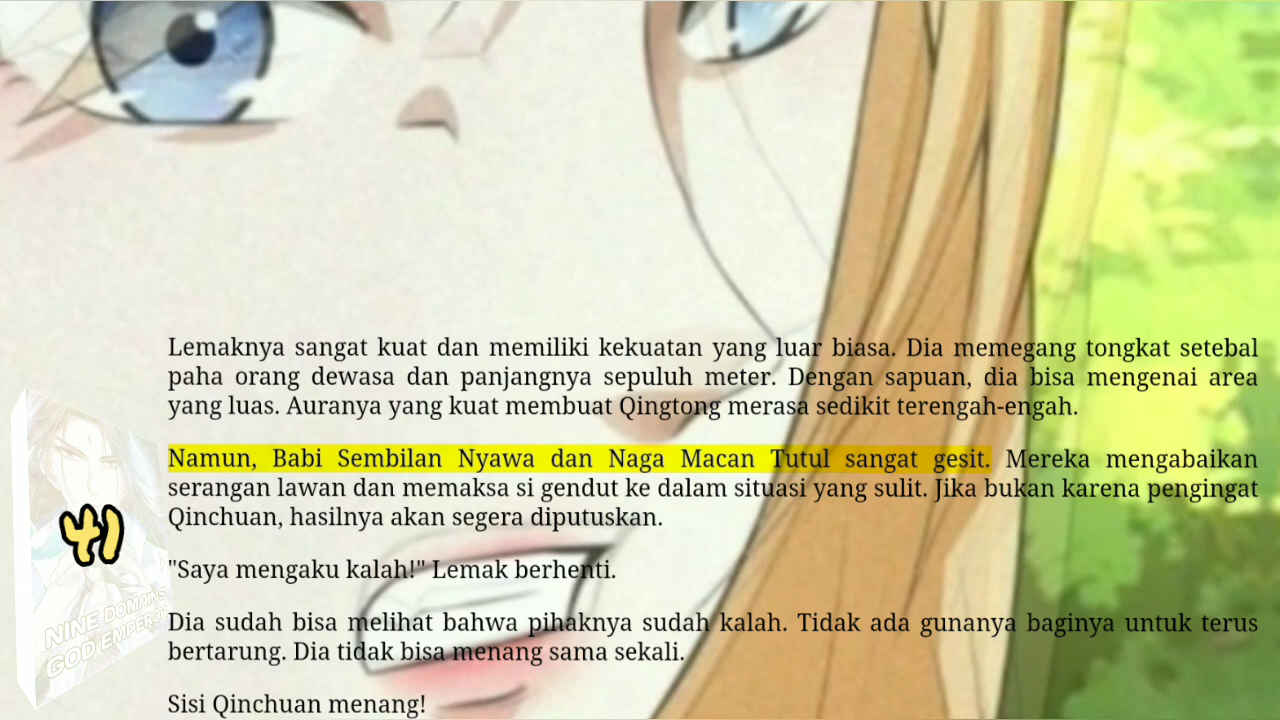 Lemaknya sangat kuat dan memiliki kekuatan yang luar biasa. Dia memegang tongkat setebal
paha orang dewasa dan panjangnya sepuluh meter. Dengan sapuan, dia bisa mengenai area
yang luas. Auranya yang kuat membuat Qingtong merasa sedikit terengah-engah.
Namun, Babi Sembilan Nyawa dan Naga Macan Tutul sangat gesit. Mereka mengabaikan
serangan lawan dan memaksa si gendut ke dalam situasi yang sulit. Jika bukan karena pengingat
Qinchuan, hasilnya akan segera diputuskan.
"Saya mengaku kalah!" Lemak berhenti.
Dia sudah bisa melihat bahwa pihaknya sudah kalah. Tidak ada gunanya baginya untuk terus
bertarung. Dia tidak bisa menang sama sekali.
Sisi Qinchuan menang!
41
NINE DOMAINS
GOD EMPEROR